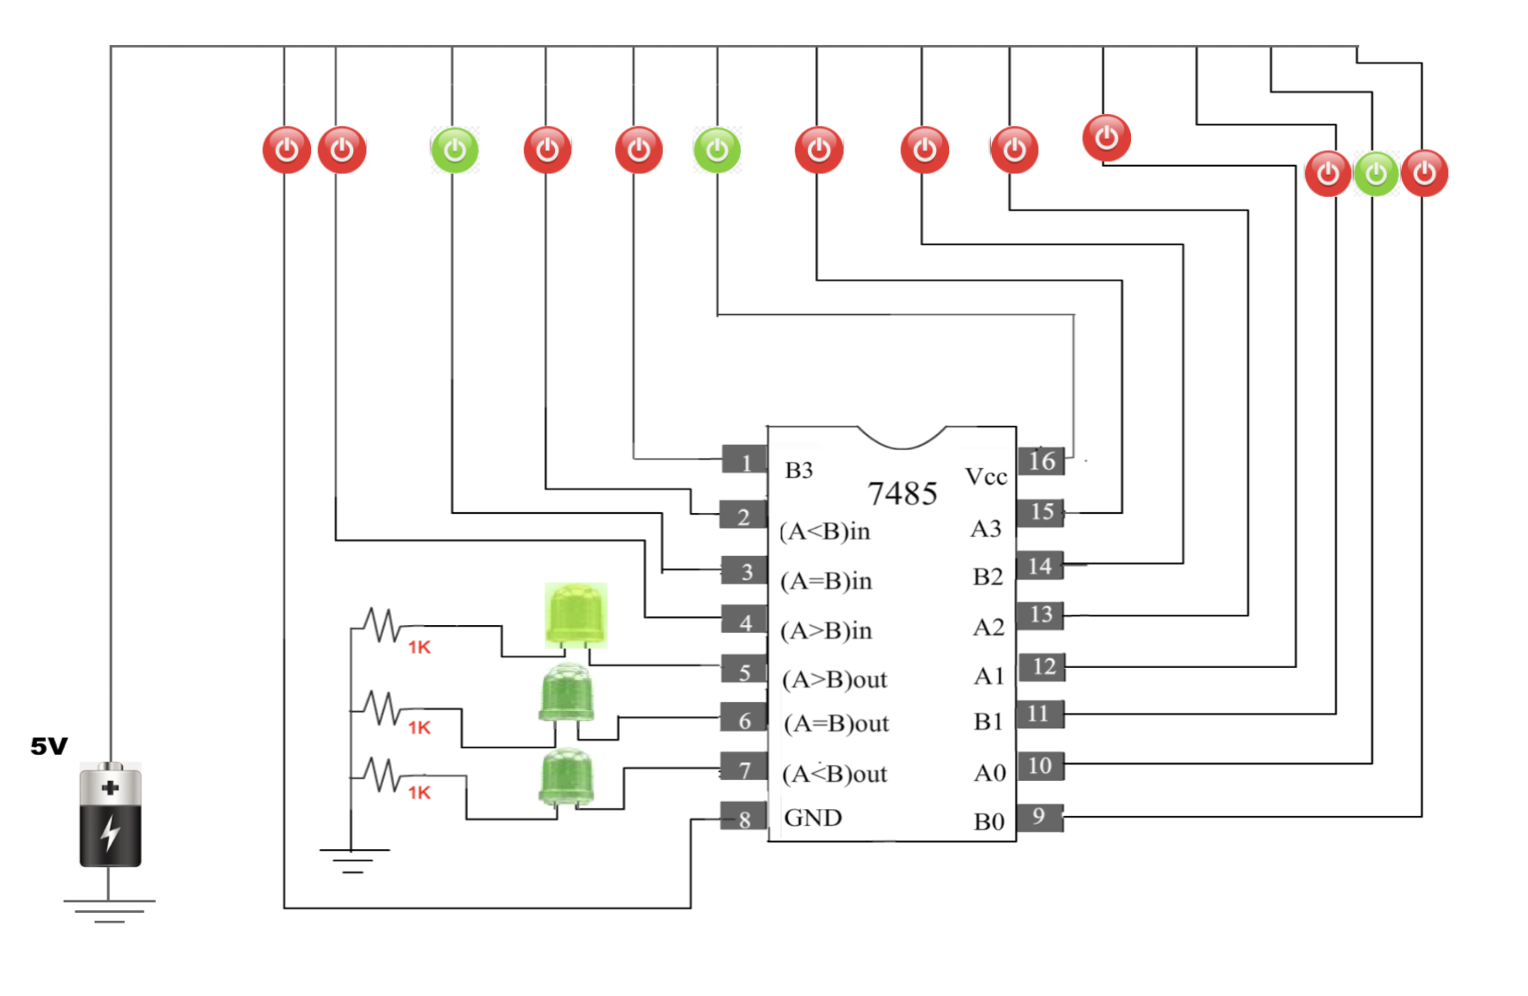 1
B3
7485
Vcc
16
2
(A<B)in
A3
15
3
(A=B)in
B2
14
4
(A>B)in
A2
13
1K
5
(A>B)out
A1
12
1K
6
(A=B)out
B1
11
5V
1K
7
(A<B)out
A0
10
8
GND
B0
9